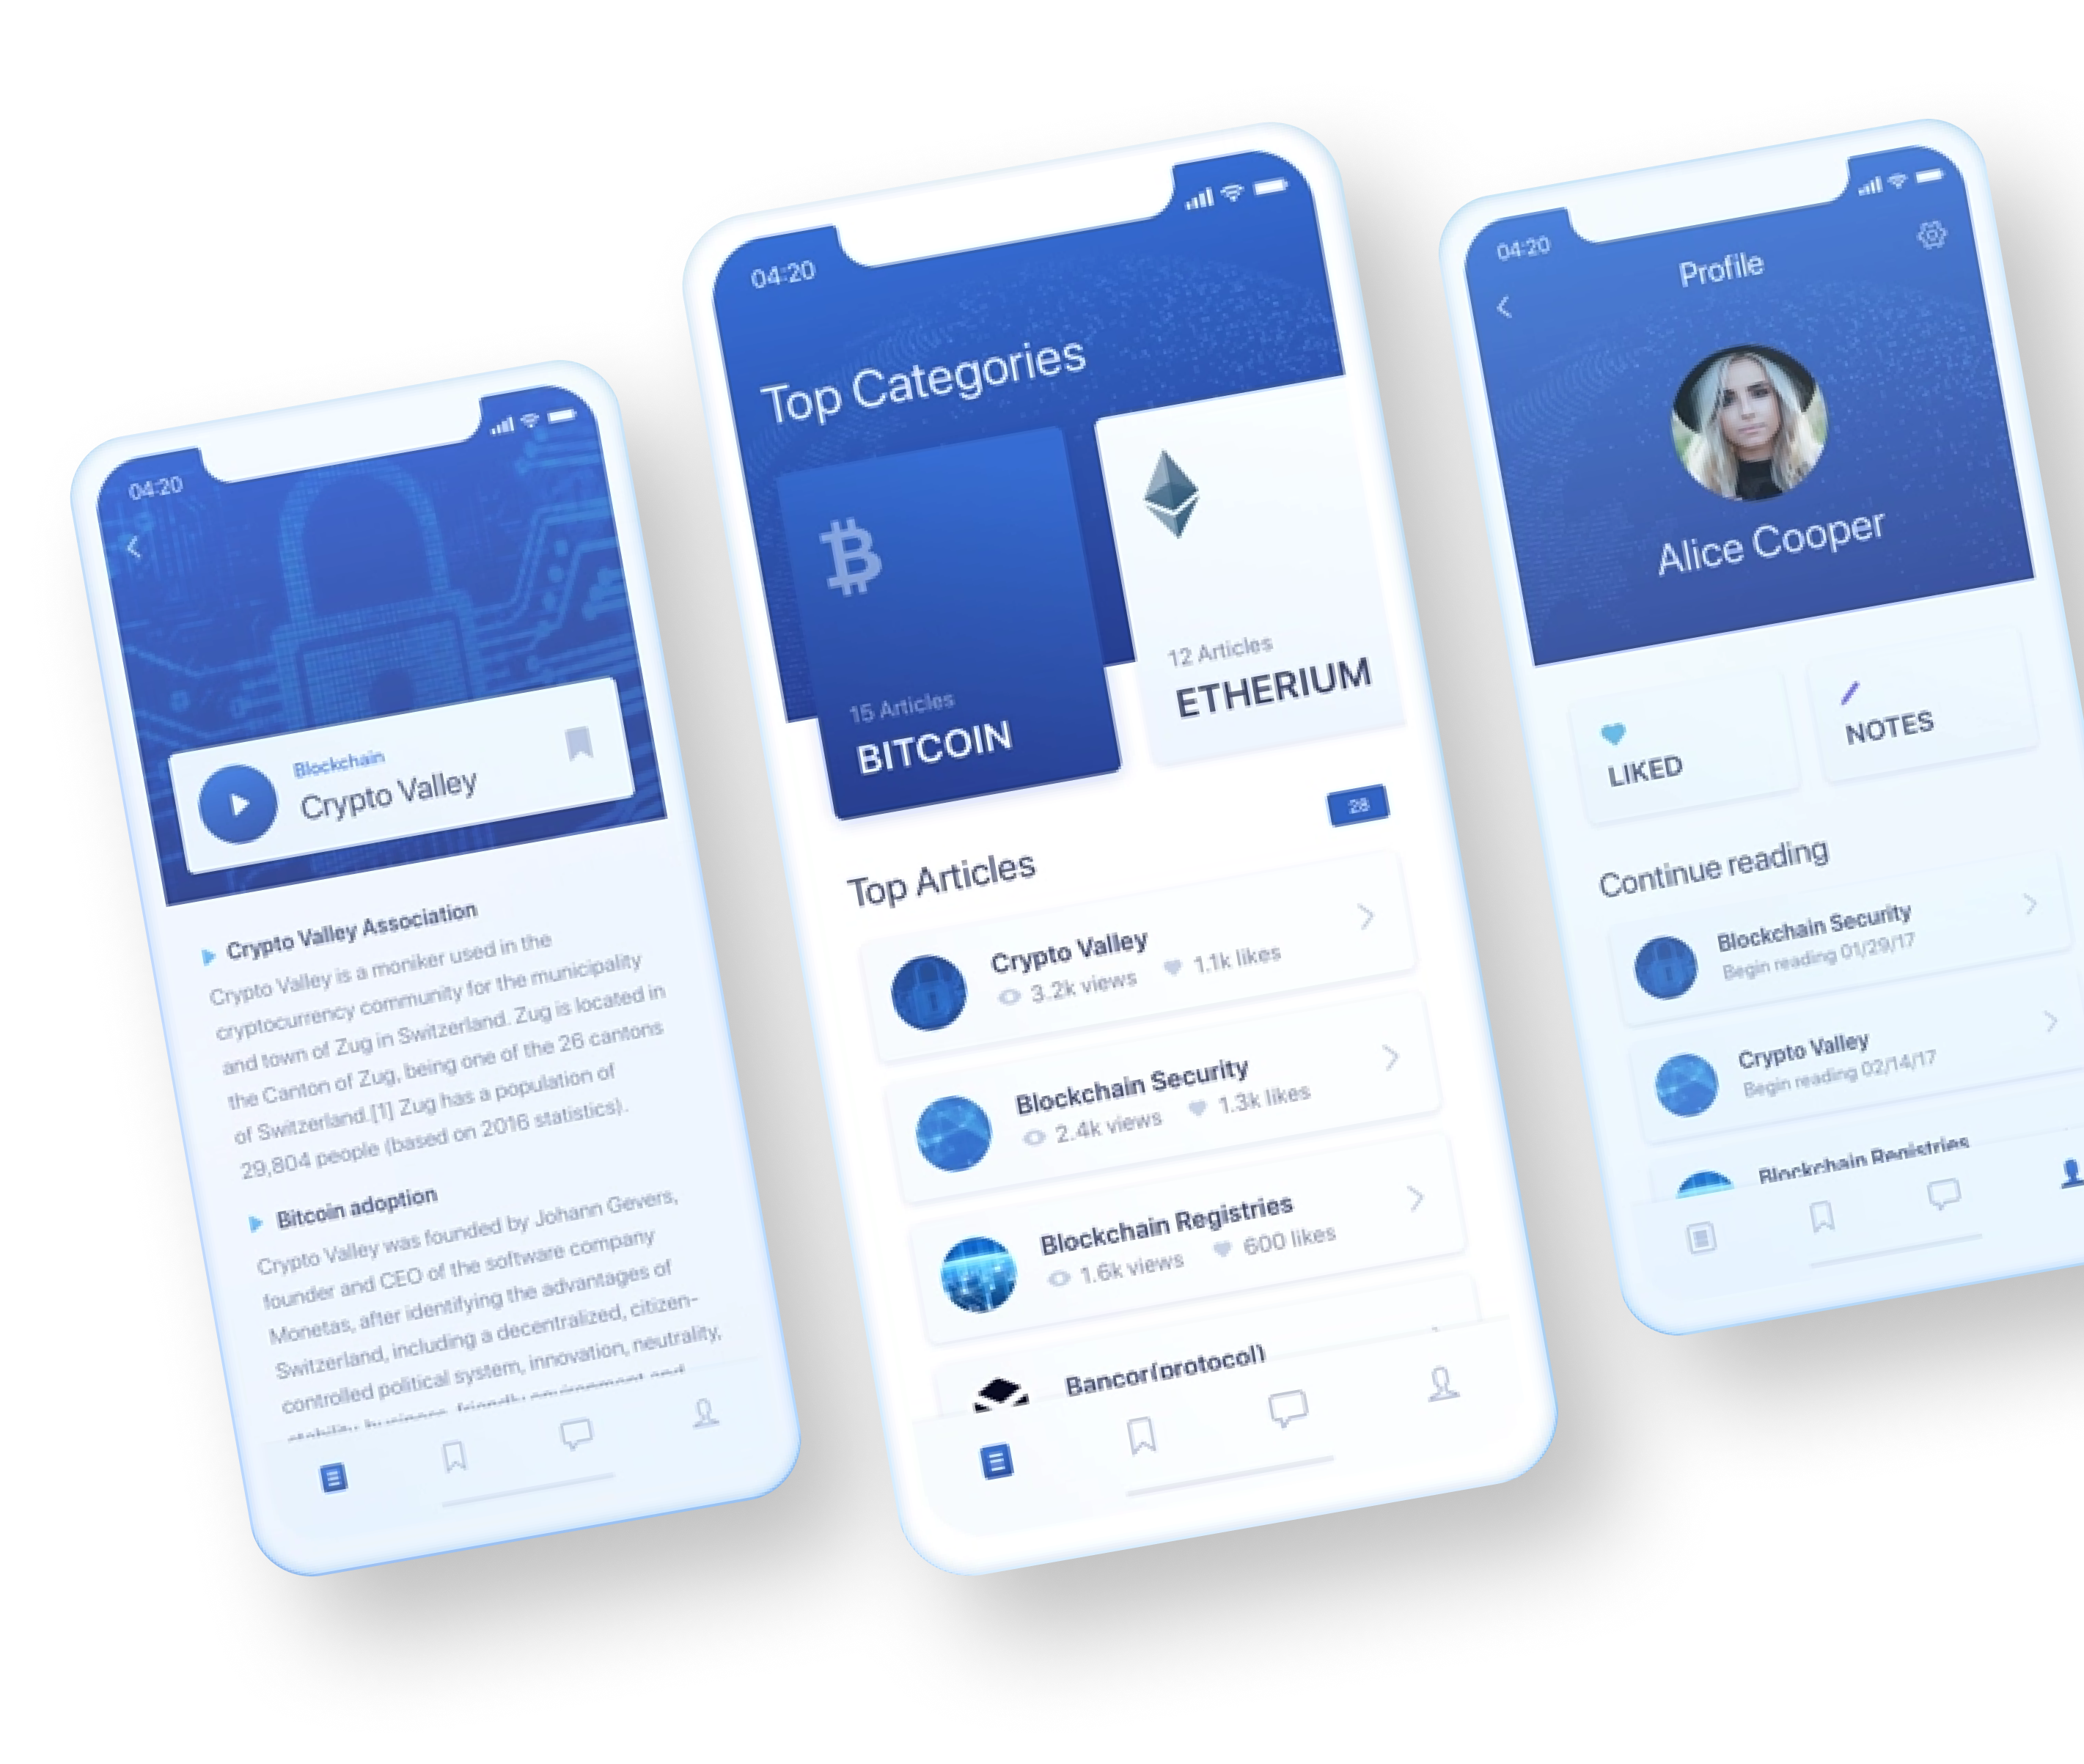 04:20
Blockchain
Crypto Valley
Crypto Valley Association
Crypto Valley is a moniker used in the
cryptocurrency community for the municipality
and town of Zug in Switzerland. Zug is located in
the Canton of Zug, being one of the 26 cantons
of Switzerland.[1] Zug has a population of
29,804 people (based on 2016 statistics).
Bitcoin adoption
Crypto Valley was founded by Johann Gevers,
founder and CEO of the software company
Monetas, after identifying the advantages of
Switzerland, including a decentralized, citizen-
controlled political system, innovation, neutrality,
stability, business-friendly environment and
04:20
Top Categories
15 Articles
BITCOIN
12 Articles
ETHERIUM
28
Top Articles
Crypto Valley
3.2k views 1.1k likes
Blockchain Security
2.4k views 1.3k likes
Blockchain Registries
1.6k views 600 likes
Bancor(protocol)
04:20
Profile
Alice Cooper
LIKED
NOTES
Continue reading
Blockchain Security
Begin reading 01/29/17
Crypto Valley
Begin reading 02/14/17
Blockchain Registries